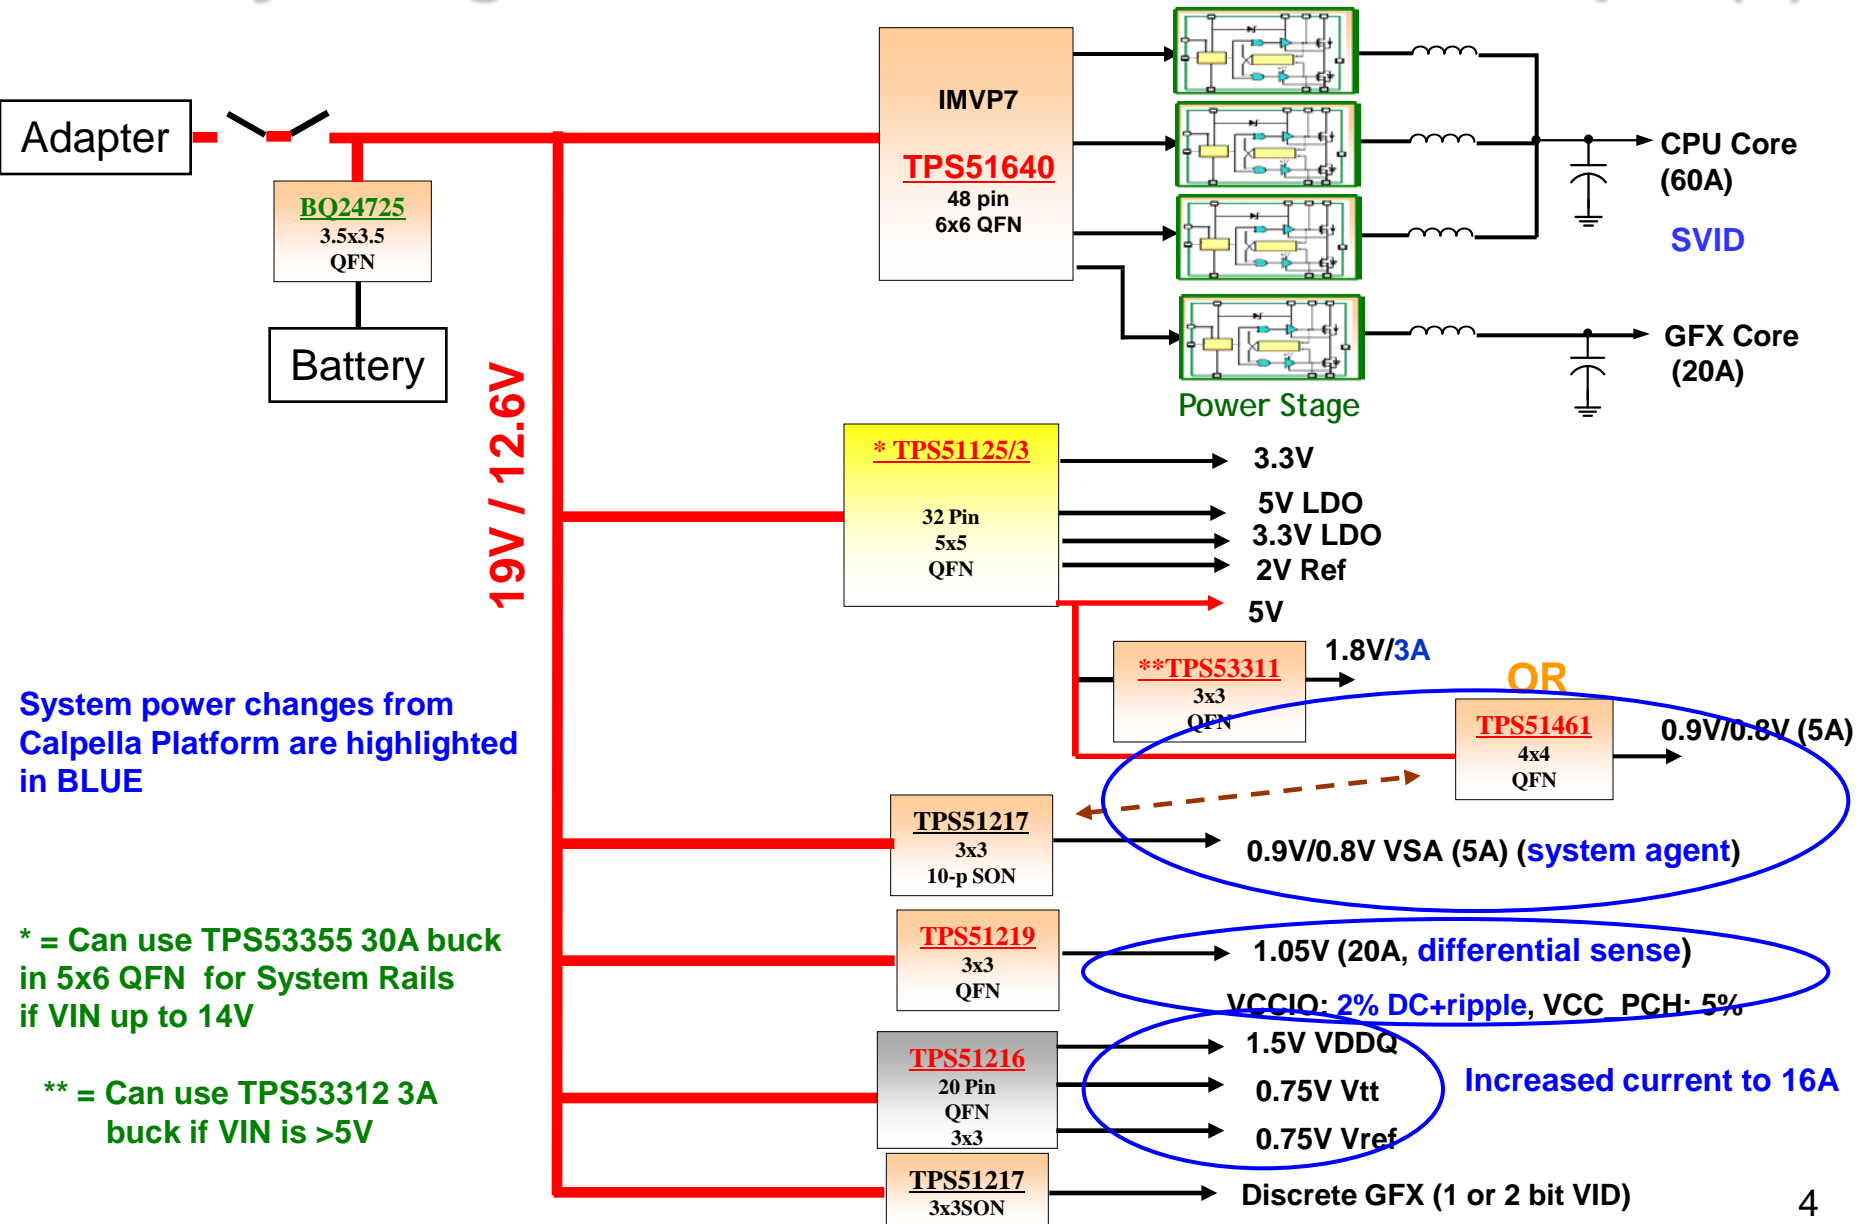 Adapter
BQ24725
3.5x3.5
QFN
Battery
19V / 12.6V
IMVP7
TPS51640
48 pin
6x6 QFN
CPU Core
(60A)
SVID
GFX Core
(20A)
Power Stage
* TPS51125/3
32 Pin
5x5
QFN
3.3V
5V LDO
3.3V LDO
2V Ref
5V
**TPS53311
3x3
QFN
1.8V/3A
OR
TPS51461
4x4
QFN
0.9V/0.8V (5A)
System power changes from
Calpella Platform are highlighted
in BLUE
TPS51217
3x3
10-p SON
0.9V/0.8V VSA (5A) (system agent)
* = Can use TPS53355 30A buck
in 5x6 QFN for System Rails
if VIN up to 14V
TPS51219
3x3
QFN
1.05V (20A, differential sense)
VCCIO: 2% DC+ripple, VCC_PCH: 5%
** = Can use TPS53312 3A
buck if VIN is >5V
TPS51216
20 Pin
QFN
3x3
1.5V VDDQ
0.75V Vtt
0.75V Vref
Increased current to 16A
TPS51217
3x3SON
Discrete GFX (1 or 2 bit VID)
4